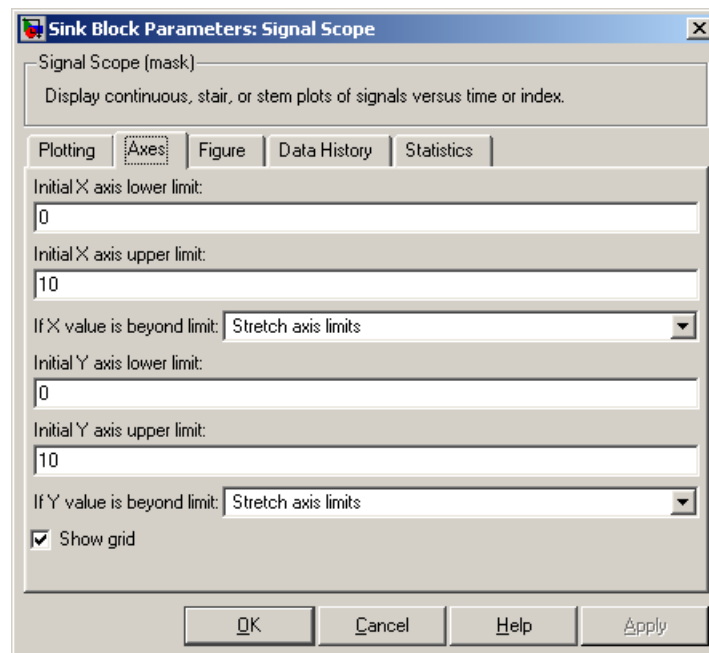 Sink Block Parameters: Signal Scope
Signal Scope (mask)
Display continuous, stair, or stem plots of signals versus time or index.
Plotting Axes Figure Data History Statistics
Initial X axis lower limit:
0
Initial X axis upper limit:
10
If X value is beyond limit: Stretch axis limits
Initial Y axis lower limit:
0
Initial Y axis upper limit:
10
If Y value is beyond limit: Stretch axis limits
Show grid
OK Cancel Help Apply